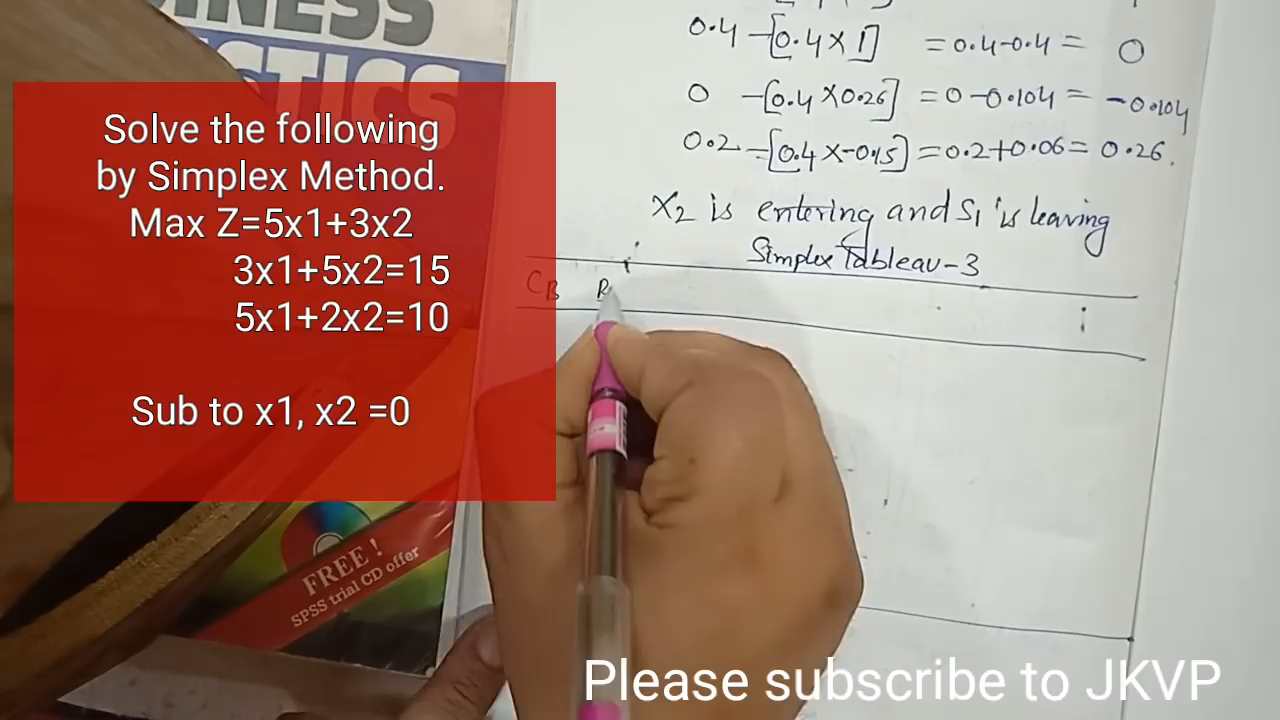 INESS
STICS
Solve the following
by Simplex Method.
Max Z=5x1+3x2
3x1+5x2=15
5x1+2x2=10
Sub to x1, x2 =0
0.4 -[0.4×1] = 0.4-0.4 = 0
0 -[0.4×0.26] = 0-0.104 = -0.104
0.2 -[0.4×-0.15] = 0.2+0.06 = 0.26.
X2 is entering and S1 is leaving
Simplex Tableau-3
CB
FREE !
SPSS trial CD offer
Please subscribe to JKVP